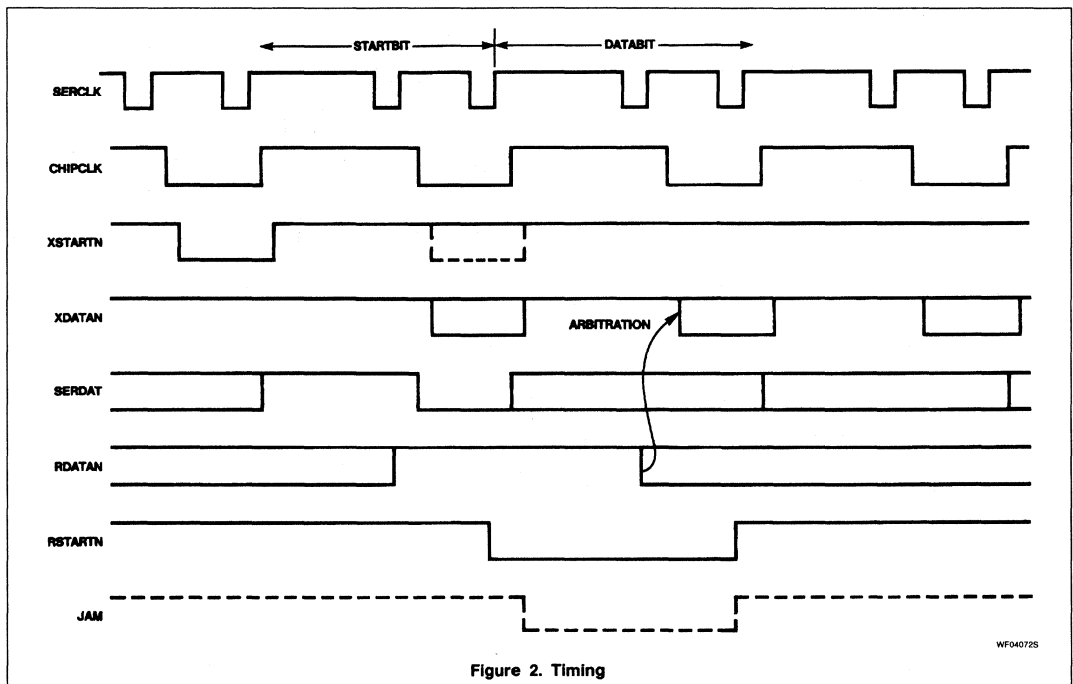 STARTBIT
DATABIT
SERCLK
CHIPCLK
XSTARTN
XDATAN
ARBITRATION
SERDAT
RDATAN
RSTARTN
JAM
WF04072S
Figure 2. Timing